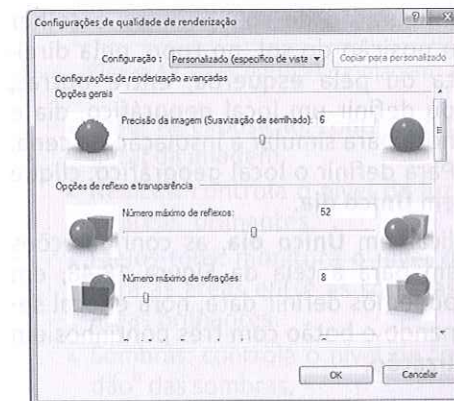 Configurações de qualidade de renderização
Configuração : Personalizado (específico de vista
Copiar para personalizado
Configurações de renderização avançadas
Opções gerais
Precisão da imagem (Suavização de serrilhado): 6
Opções de reflexo e transparência
Número máximo de reflexos: 52
Número máximo de refrações: 8
OK Cancelar